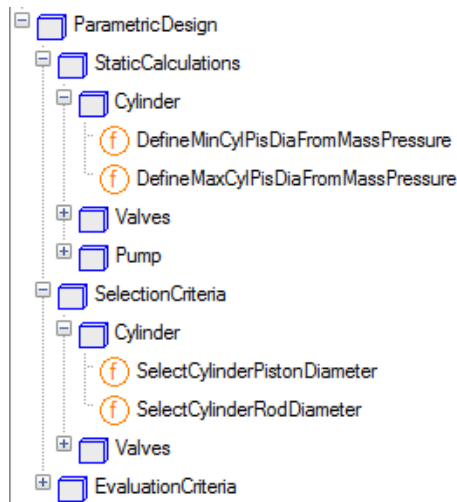 ParametricDesign
StaticCalculations
Cylinder
f DefineMinCylPisDiaFromMassPressure
f DefineMaxCylPisDiaFromMassPressure
Valves
Pump
SelectionCriteria
Cylinder
f SelectCylinderPistonDiameter
f SelectCylinderRodDiameter
Valves
EvaluationCriteria